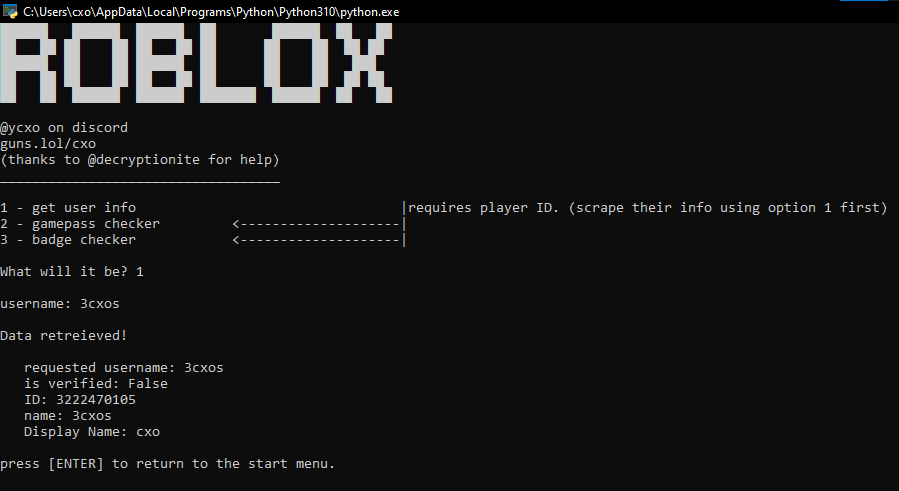 C:\Users\cxo\AppData\Local\Programs\Python\Python310\python.exe
ROBLOX
@ycxo on discord
guns.lol/cxo
(thanks to @decryptionite for help)
___________________________________
1 - get user info                                 |requires player ID. (scrape their info using option 1 first)
2 - gamepass checker         <--------------------|
3 - badge checker            <--------------------|
What will it be? 1
username: 3cxos
Data retreieved!
requested username: 3cxos
is verified: False
ID: 3222470105
name: 3cxos
Display Name: cxo
press [ENTER] to return to the start menu.